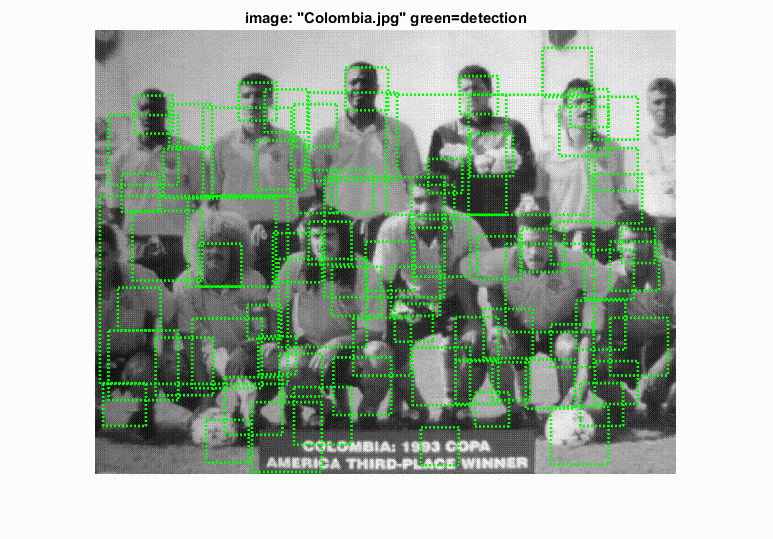 image: "Colombia.jpg" green=detection
COLOMBIA: 1993 COPA
AMERICA THIRD-PLACE WINNER